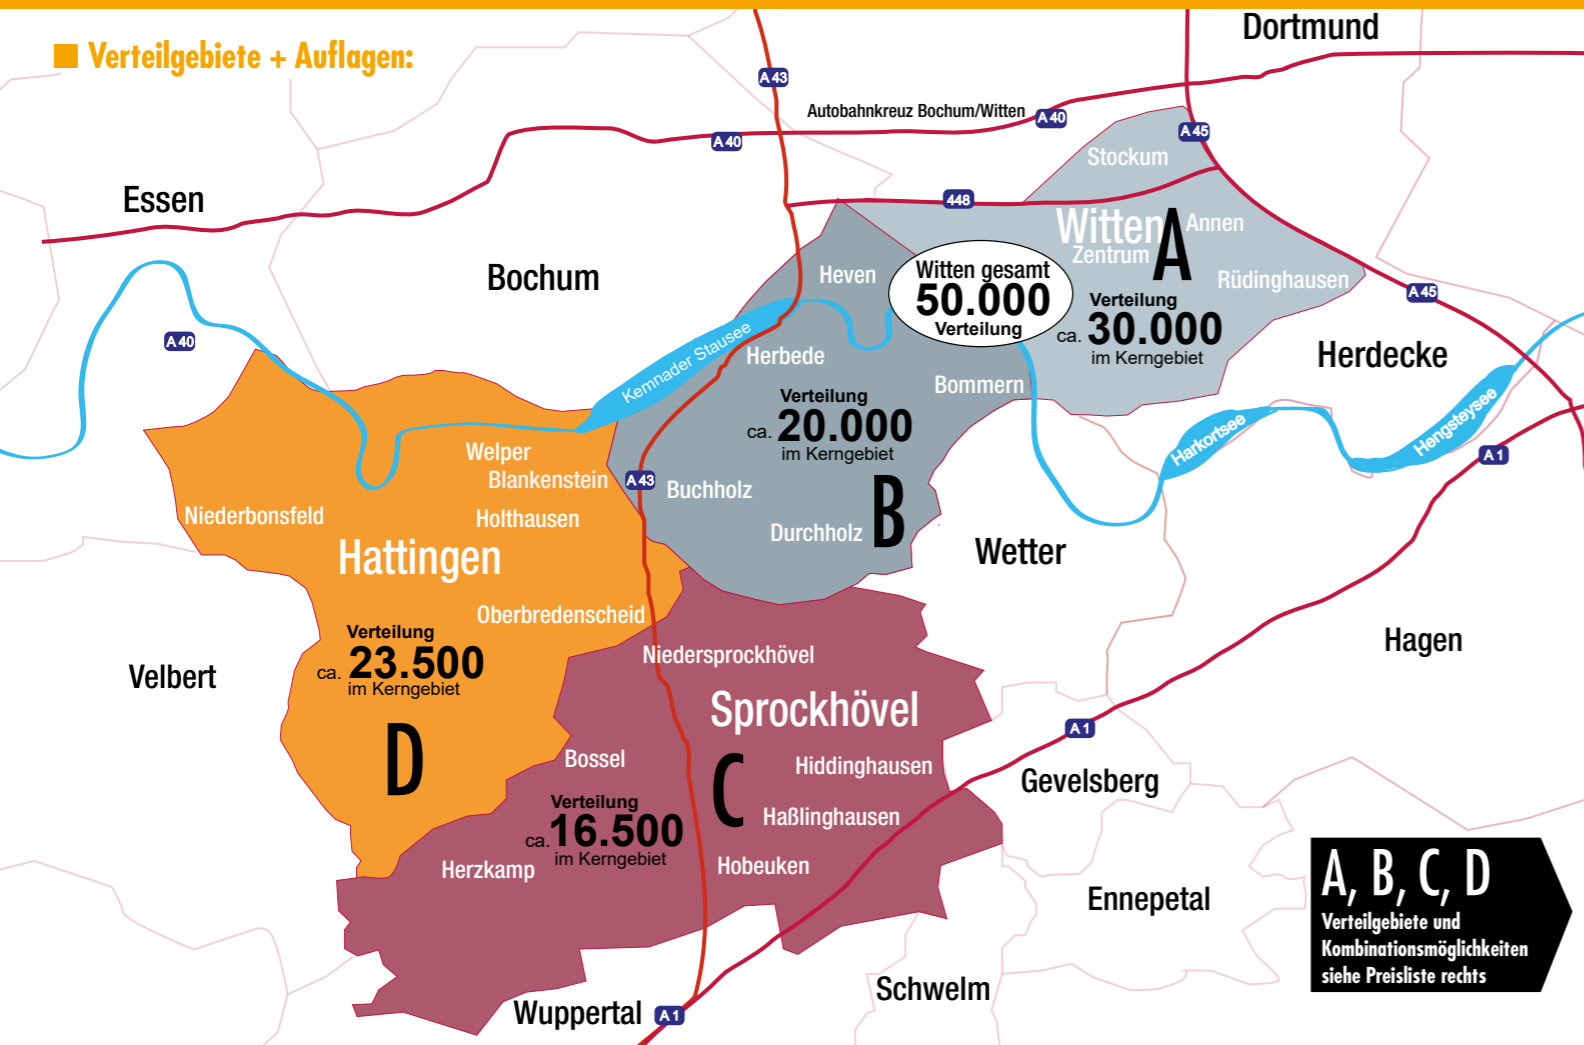 Verteilgebiete + Auflagen:
Dortmund
A 43
Autobahnkreuz Bochum/Witten
A 40
A 45
A 40
Stockum
Essen
448
Witten
A
Annen
Zentrum
Bochum
Heven
Witten gesamt
50.000
Verteilung
Rüdinghausen
Verteilung
ca. 30.000
im Kerngebiet
A 45
A 40
Kemnader Stausee
Herbede
Herdecke
Bommern
Verteilung
ca. 20.000
im Kerngebiet
B
Harkortsee
Hengsteysee
A 1
Welper
Blankenstein
A 43
Buchholz
Niederbonsfeld
Holthausen
Durchholz
Hattingen
Wetter
Oberbredenscheid
Verteilung
ca. 23.500
im Kerngebiet
D
Velbert
Niedersprockhövel
Hagen
Sprockhövel
A 1
Bossel
C
Hiddinghausen
Gevelsberg
Verteilung
ca. 16.500
im Kerngebiet
Haßlinghausen
Herzkamp
Hobeuken
Ennepetal
A, B, C, D
Verteilgebiete und
Kombinationsmöglichkeiten
siehe Preisliste rechts
Schwelm
Wuppertal
A 1